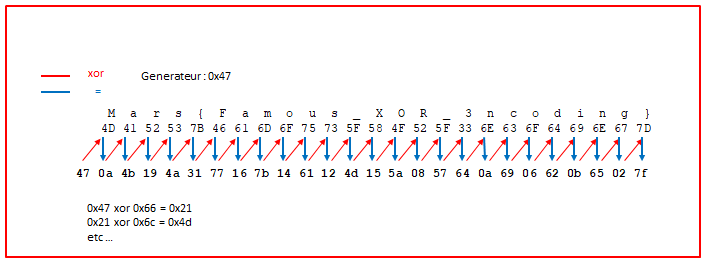 xor Generateur : 0x47
=
M a r s { F a m o u s _ X O R _ 3 n c o d i n g }
4D 41 52 53 7B 46 61 6D 6F 75 73 5F 58 4F 52 5F 33 6E 63 6F 64 69 6E 67 7D
47 0a 4b 19 4a 31 77 16 7b 14 61 12 4d 15 5a 08 57 64 0a 69 06 62 0b 65 02 7f
0x47 xor 0x66 = 0x21
0x21 xor 0x6c = 0x4d
etc ...